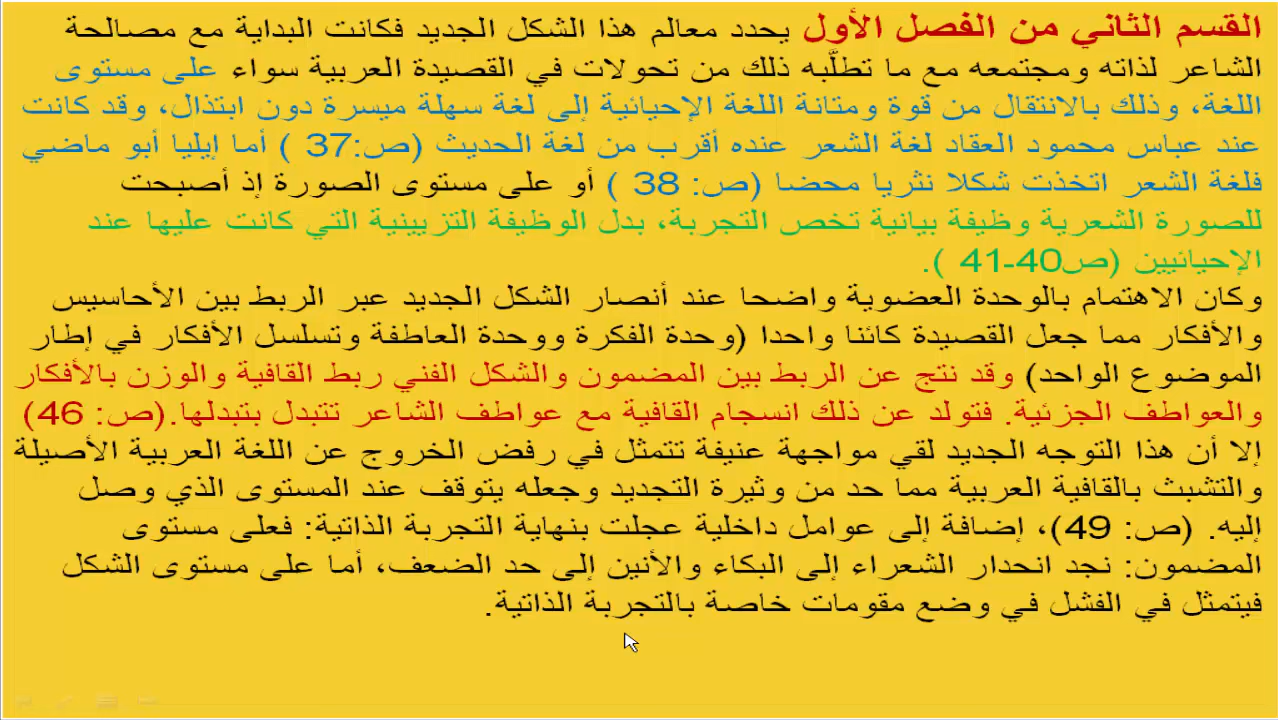 القسم الثاني من الفصل الأول يحدد معالم هذا الشكل الجديد فكانت البداية مع مصالحة
الشاعر لذاته ومجتمعه مع ما تطلَّبه ذلك من تحولات في القصيدة العربية سواء على مستوى
اللغة، وذلك بالانتقال من قوة ومتانة اللغة الإحيائية إلى لغة سهلة ميسرة دون ابتذال، وقد كانت
عند عباس محمود العقاد لغة الشعر عنده أقرب من لغة الحديث (ص:37 ) أما إيليا أبو ماضي
فلغة الشعر اتخذت شكلا نثريا محضا (ص: 38 ) أو على مستوى الصورة إذ أصبحت
للصورة الشعرية وظيفة بيانية تخص التجربة، بدل الوظيفة التزيينية التي كانت عليها عند
الإحيائيين (ص40-41 ).
وكان الاهتمام بالوحدة العضوية واضحا عند أنصار الشكل الجديد عبر الربط بين الأحاسيس
والأفكار مما جعل القصيدة كائنا واحدا (وحدة الفكرة ووحدة العاطفة وتسلسل الأفكار في إطار
الموضوع الواحد) وقد نتج عن الربط بين المضمون والشكل الفني ربط القافية والوزن بالأفكار
والعواطف الجزئية. فتولد عن ذلك انسجام القافية مع عواطف الشاعر تتبدل بتبدلها.(ص: 46)
إلا أن هذا التوجه الجديد لقي مواجهة عنيفة تتمثل في رفض الخروج عن اللغة العربية الأصيلة
والتشبث بالقافية العربية مما حد من وثيرة التجديد وجعله يتوقف عند المستوى الذي وصل
إليه. (ص: 49)، إضافة إلى عوامل داخلية عجلت بنهاية التجربة الذاتية: فعلى مستوى
المضمون: نجد انحدار الشعراء إلى البكاء والأنين إلى حد الضعف، أما على مستوى الشكل
فيتمثل في الفشل في وضع مقومات خاصة بالتجربة الذاتية.